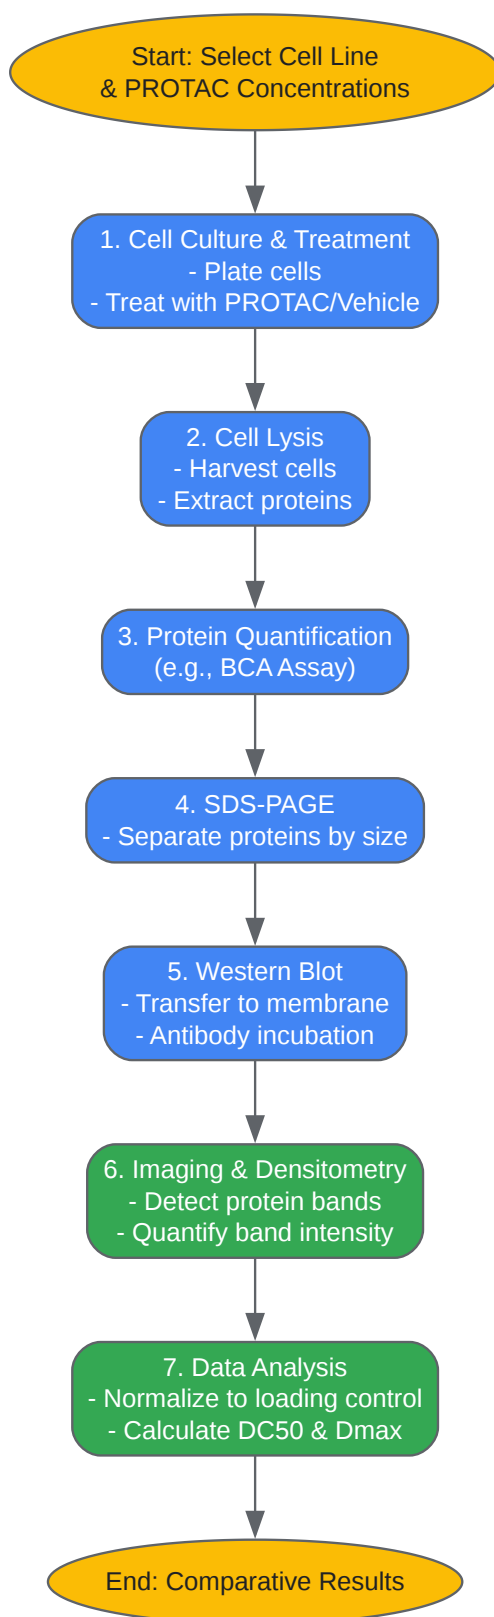 Start: Select Cell Line
& PROTAC Concentrations
1. Cell Culture & Treatment
- Plate cells
- Treat with PROTAC/Vehicle
2. Cell Lysis
- Harvest cells
- Extract proteins
3. Protein Quantification
(e.g., BCA Assay)
4. SDS-PAGE
- Separate proteins by size
5. Western Blot
- Transfer to membrane
- Antibody incubation
6. Imaging & Densitometry
- Detect protein bands
- Quantify band intensity
7. Data Analysis
- Normalize to loading control
- Calculate DC50 & Dmax
End: Comparative Results